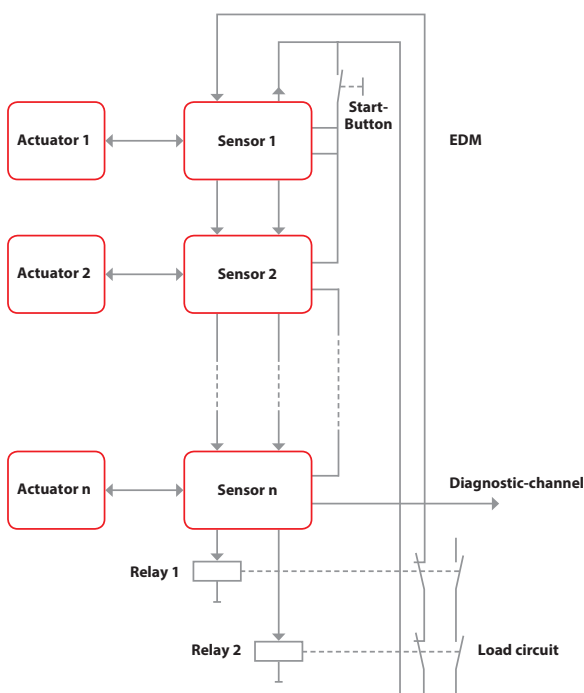 Start-
Button
Actuator 1
Sensor 1
EDM
Actuator 2
Sensor 2
Diagnostic-channel
Actuator n
Sensor n
Relay 1
Relay 2
Load circuit